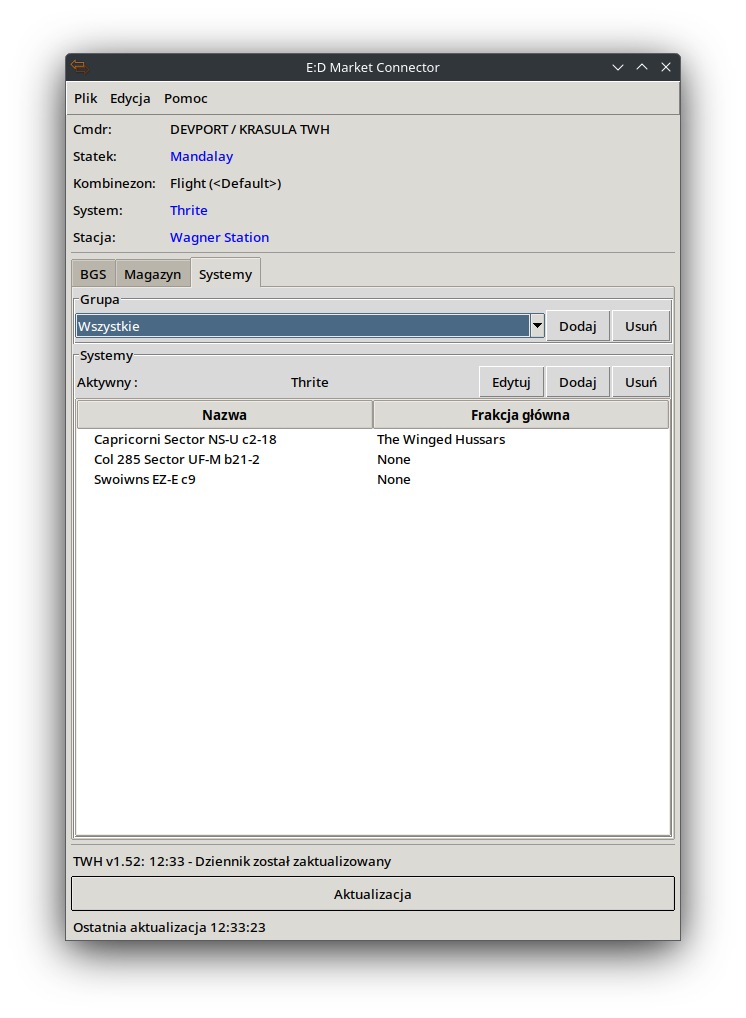 E:D Market Connector
Plik Edycja Pomoc
Cmdr: DEVPORT / KRASULA TWH
Statek: Mandalay
Kombinezon: Flight (<Default>)
System: Thrite
Stacja: Wagner Station
BGS Magazyn Systemy
Grupa
Wszystkie Dodaj Usuń
Systemy
Aktywny : Thrite Edytuj Dodaj Usuń
Nazwa Frakcja główna
Capricorni Sector NS-U c2-18 The Winged Hussars
Col 285 Sector UF-M b21-2 None
Swoiwns EZ-E c9 None
TWH v1.52: 12:33 - Dziennik został zaktualizowany
Aktualizacja
Ostatnia aktualizacja 12:33:23